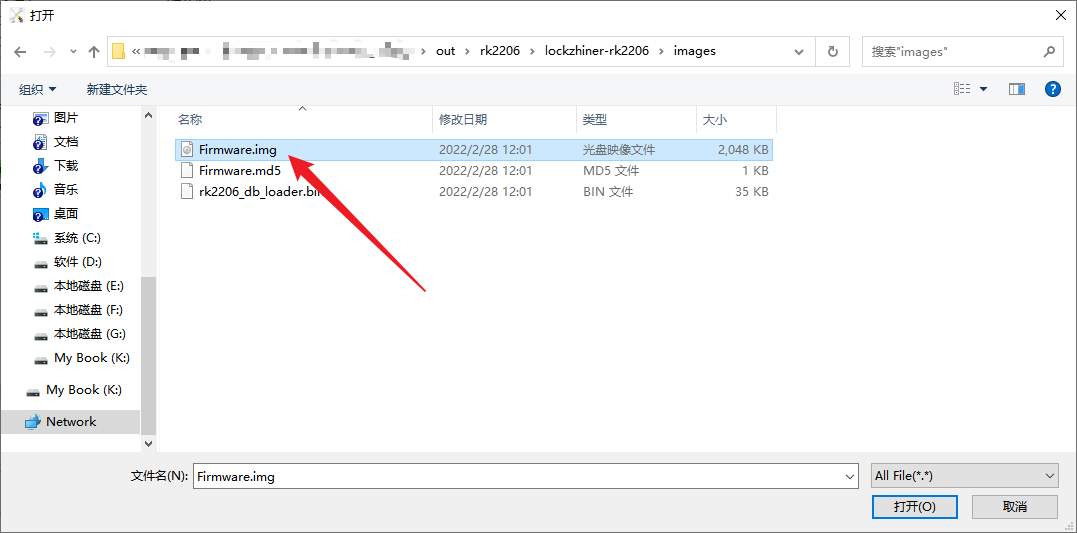 打开
« › out › rk2206 › lockzhiner-rk2206 › images
搜索"images"
组织 新建文件夹
名称 修改日期 类型 大小
Firmware.img 2022/2/28 12:01 光盘映像文件 2,048 KB
Firmware.md5 2022/2/28 12:01 MD5 文件 1 KB
rk2206_db_loader.bin 2022/2/28 12:01 BIN 文件 35 KB
图片
文档
下载
音乐
桌面
系统 (C:)
软件 (D:)
本地磁盘 (E:)
本地磁盘 (F:)
本地磁盘 (G:)
My Book (K:)
My Book (K:)
Network
文件名(N): Firmware.img All File(*.*)
打开(O) 取消